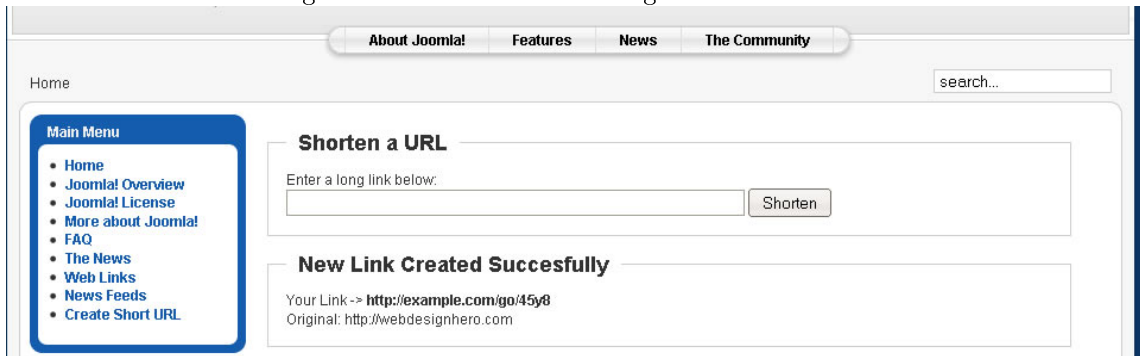 About Joomla! Features News The Community
Home
search...
Main Menu
Home
Joomla! Overview
Joomla! License
More about Joomla!
FAQ
The News
Web Links
News Feeds
Create Short URL
Shorten a URL
Enter a long link below:
Shorten
New Link Created Succesfully
Your Link -> http://example.com/go/45y8
Original: http://webdesignhero.com